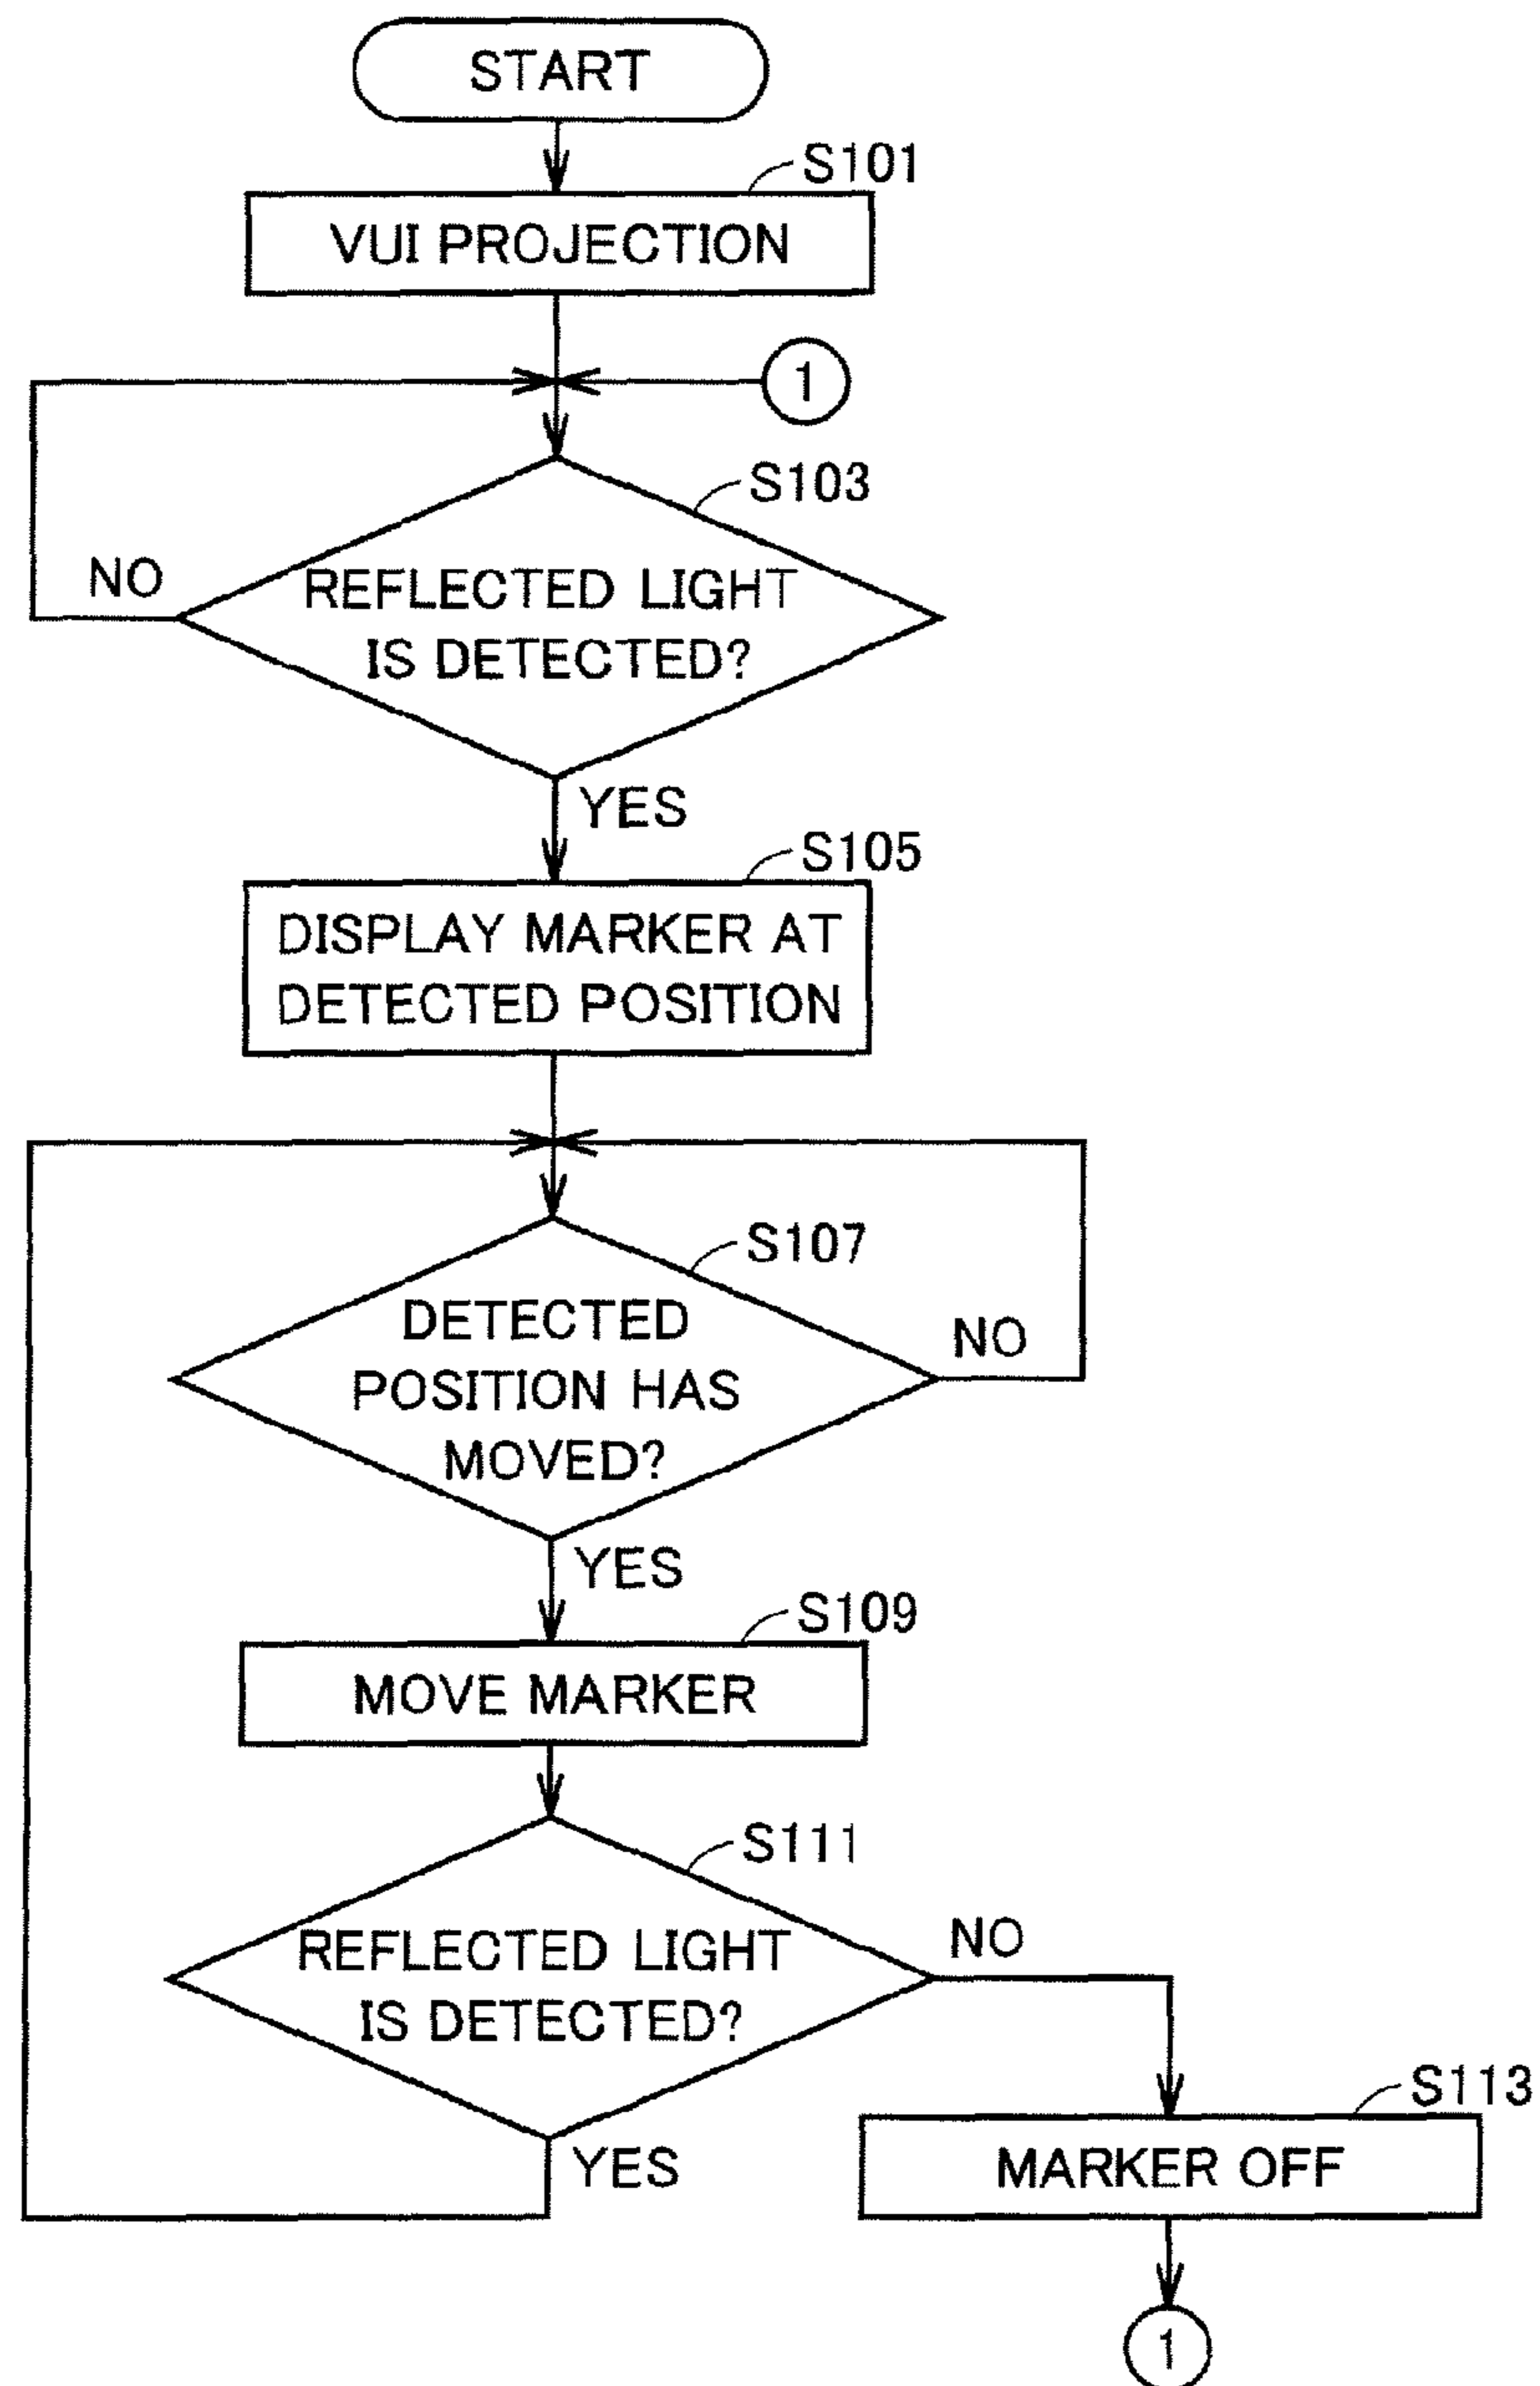 START
S101
VUI PROJECTION
1
S103
NO
REFLECTED LIGHT
IS DETECTED?
YES
S105
DISPLAY MARKER AT
DETECTED POSITION
S107
DETECTED
POSITION HAS
MOVED?
NO
YES
S109
MOVE MARKER
S111
REFLECTED LIGHT
IS DETECTED?
NO
YES
S113
MARKER OFF
1